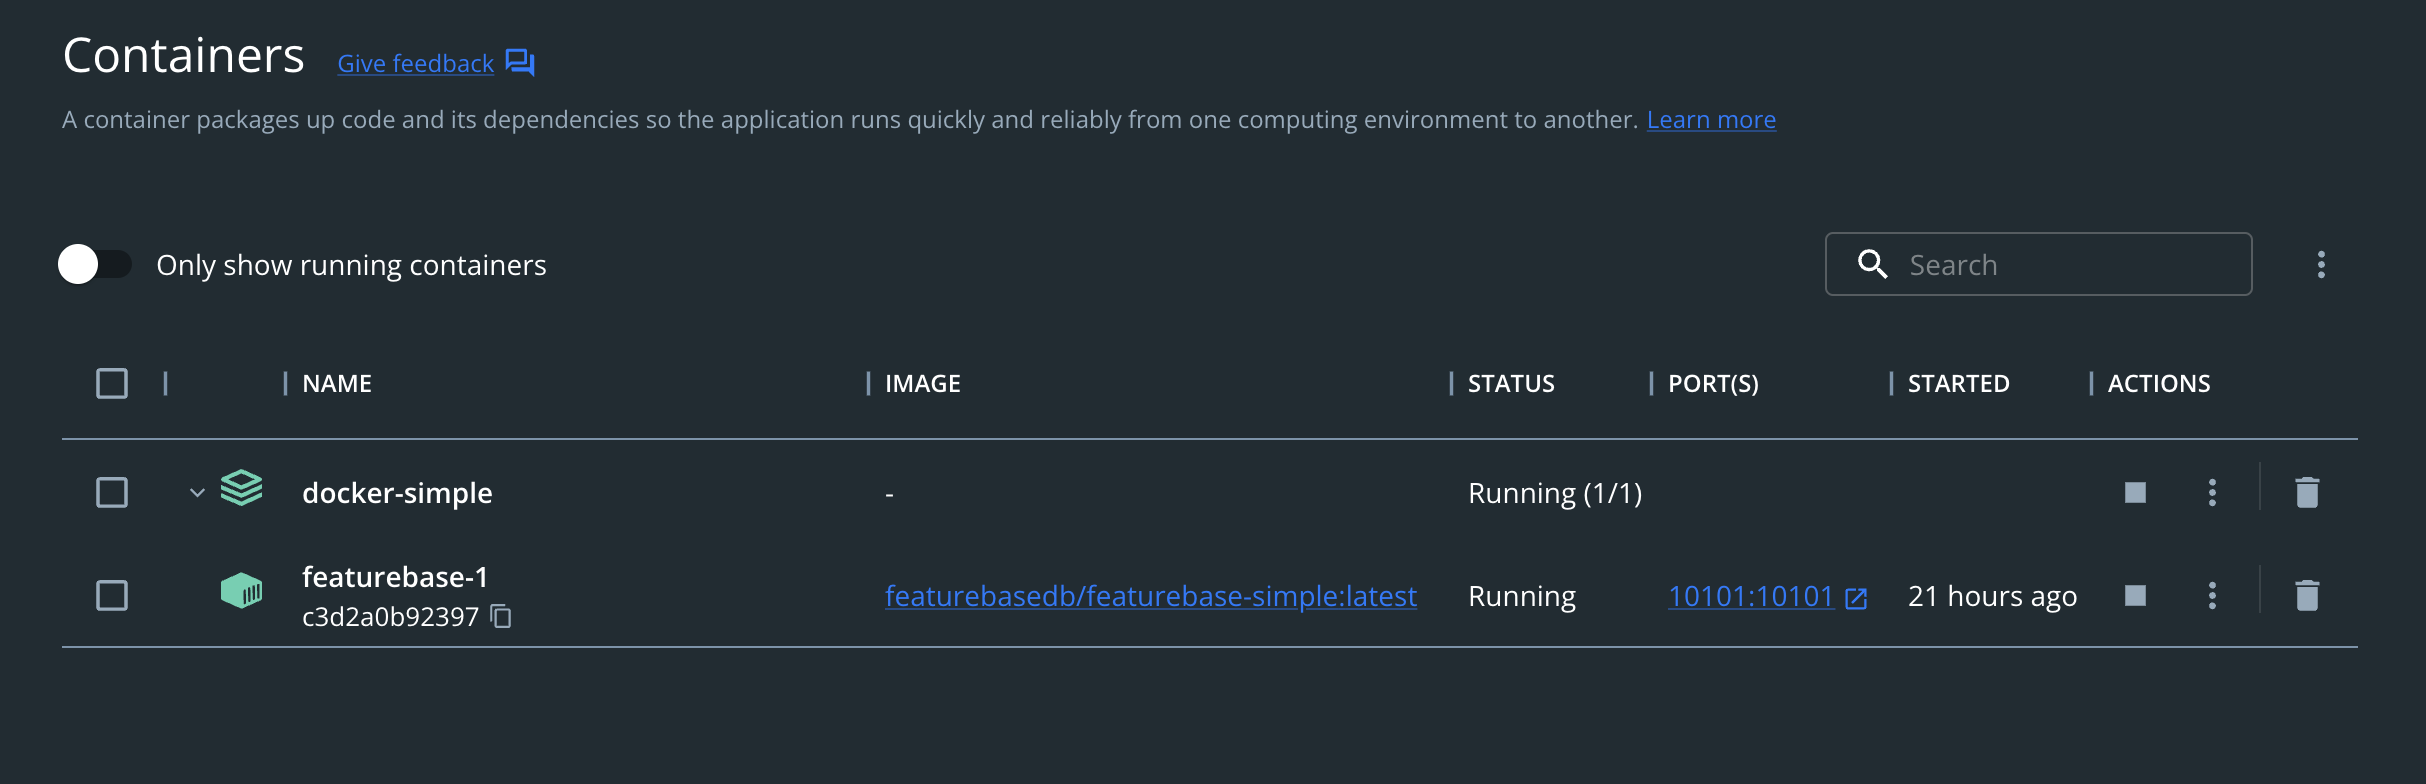 Containers Give feedback
A container packages up code and its dependencies so the application runs quickly and reliably from one computing environment to another. Learn more
Only show running containers Search
NAME IMAGE STATUS PORT(S) STARTED ACTIONS
docker-simple - Running (1/1)
featurebase-1
c3d2a0b92397 featurebasedb/featurebase-simple:latest Running 10101:10101 21 hours ago